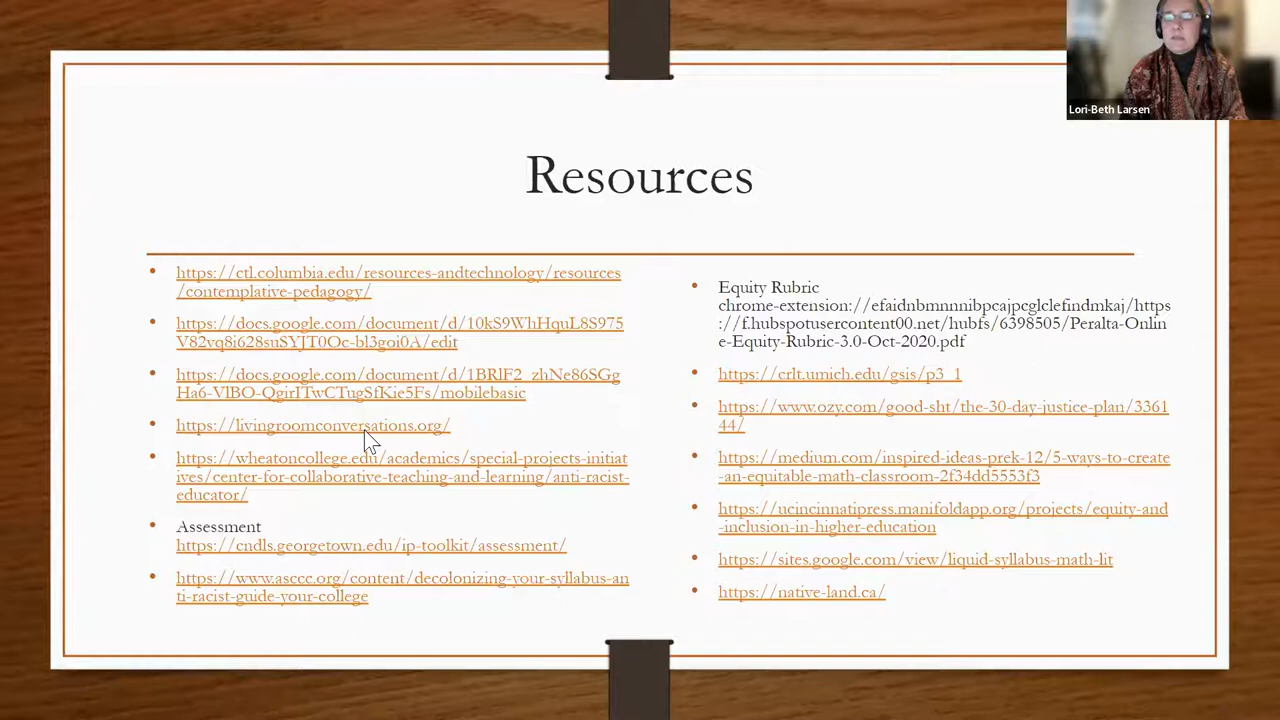 Lori-Beth Larsen
Resources
https://ctl.columbia.edu/resources-andtechnology/resources
/contemplative-pedagogy/
https://docs.google.com/document/d/10kS9WhHquL8S975
V82vq8i628suSYJT0Oc-bl3goi0A/edit
https://docs.google.com/document/d/1BRlF2_zhNe86SGg
Ha6-VlBO-QgirITwCTugSfKie5Fs/mobilebasic
https://livingroomconversations.org/
https://wheatoncollege.edu/academics/special-projects-initiat
ives/center-for-collaborative-teaching-and-learning/anti-racist-
educator/
Assessment
https://cndls.georgetown.edu/ip-toolkit/assessment/
https://www.asccc.org/content/decolonizing-your-syllabus-an
ti-racist-guide-your-college
Equity Rubric
chrome-extension://efaidnbmnnnibpcajpcglclefindmkaj/https
://f.hubspotusercontent00.net/hubfs/6398505/Peralta-Onlin
e-Equity-Rubric-3.0-Oct-2020.pdf
https://crlt.umich.edu/gsis/p3_1
https://www.ozy.com/good-sht/the-30-day-justice-plan/3361
44/
https://medium.com/inspired-ideas-prek-12/5-ways-to-create
-an-equitable-math-classroom-2f34dd5553f3
https://ucincinnatipress.manifoldapp.org/projects/equity-and
-inclusion-in-higher-education
https://sites.google.com/view/liquid-syllabus-math-lit
https://native-land.ca/